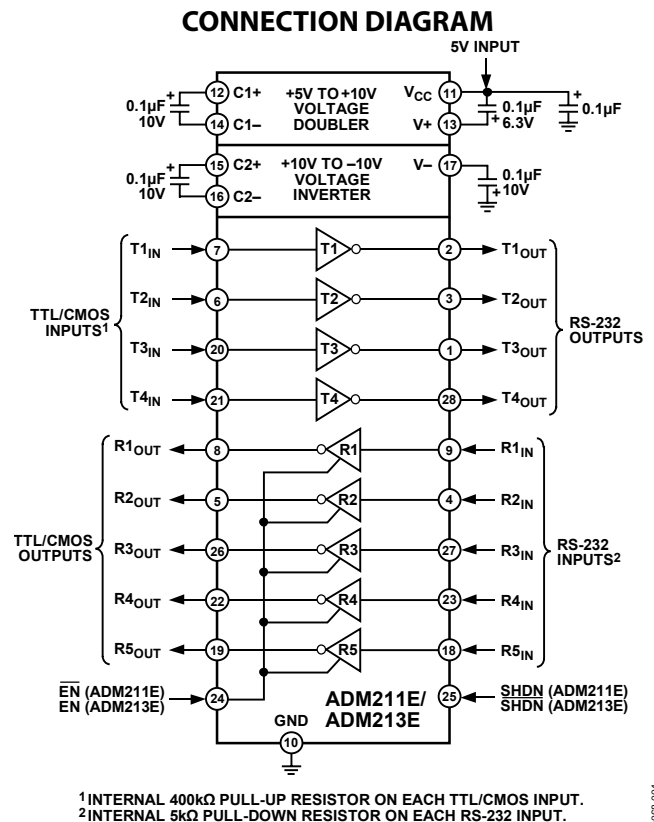 CONNECTION DIAGRAM
5V INPUT
0.1µF
10V
+
12
C1+
14
C1–
+5V TO +10V
VOLTAGE
DOUBLER
VCC
11
V+
13
+
0.1µF
6.3V
+
0.1µF
0.1µF
10V
+
15
C2+
16
C2–
+10V TO –10V
VOLTAGE
INVERTER
V–
17
+
0.1µF
10V
TTL/CMOS
INPUTS1
T1IN 7 T1 2 T1OUT
T2IN 6 T2 3 T2OUT
T3IN 20 T3 1 T3OUT
T4IN 21 T4 28 T4OUT
RS-232
OUTPUTS
TTL/CMOS
OUTPUTS
R1OUT 8 R1 9 R1IN
R2OUT 5 R2 4 R2IN
R3OUT 26 R3 27 R3IN
R4OUT 22 R4 23 R4IN
R5OUT 19 R5 18 R5IN
RS-232
INPUTS2
E̅N̅ (ADM211E)
EN (ADM213E)
24
ADM211E/
ADM213E
25
SHDN (ADM211E)
S̅H̅D̅N̅ (ADM213E)
GND
10
1 INTERNAL 400kΩ PULL-UP RESISTOR ON EACH TTL/CMOS INPUT.
2 INTERNAL 5kΩ PULL-DOWN RESISTOR ON EACH RS-232 INPUT.